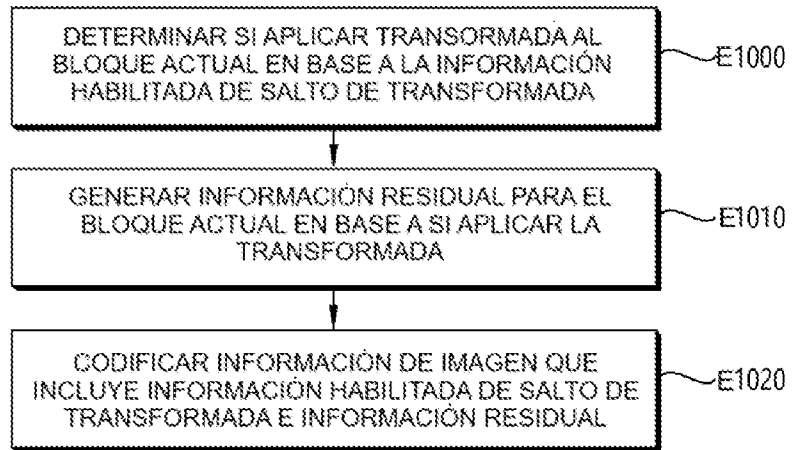 DETERMINAR SI APLICAR TRANSORMADA AL
BLOQUE ACTUAL EN BASE A LA INFORMACIÓN
HABILITADA DE SALTO DE TRANSFORMADA
E1000
GENERAR INFORMACIÓN RESIDUAL PARA EL
BLOQUE ACTUAL EN BASE A SI APLICAR LA
TRANSFORMADA
E1010
CODIFICAR INFORMACIÓN DE IMAGEN QUE
INCLUYE INFORMACIÓN HABILITADA DE SALTO DE
TRANSFORMADA E INFORMACIÓN RESIDUAL
E1020